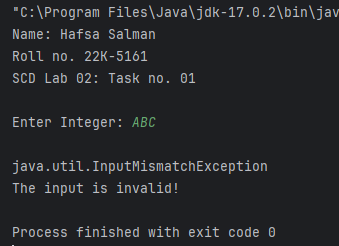 "C:\Program Files\Java\jdk-17.0.2\bin\jav
Name: Hafsa Salman
Roll no. 22K-5161
SCD Lab 02: Task no. 01
Enter Integer: ABC
java.util.InputMismatchException
The input is invalid!
Process finished with exit code 0